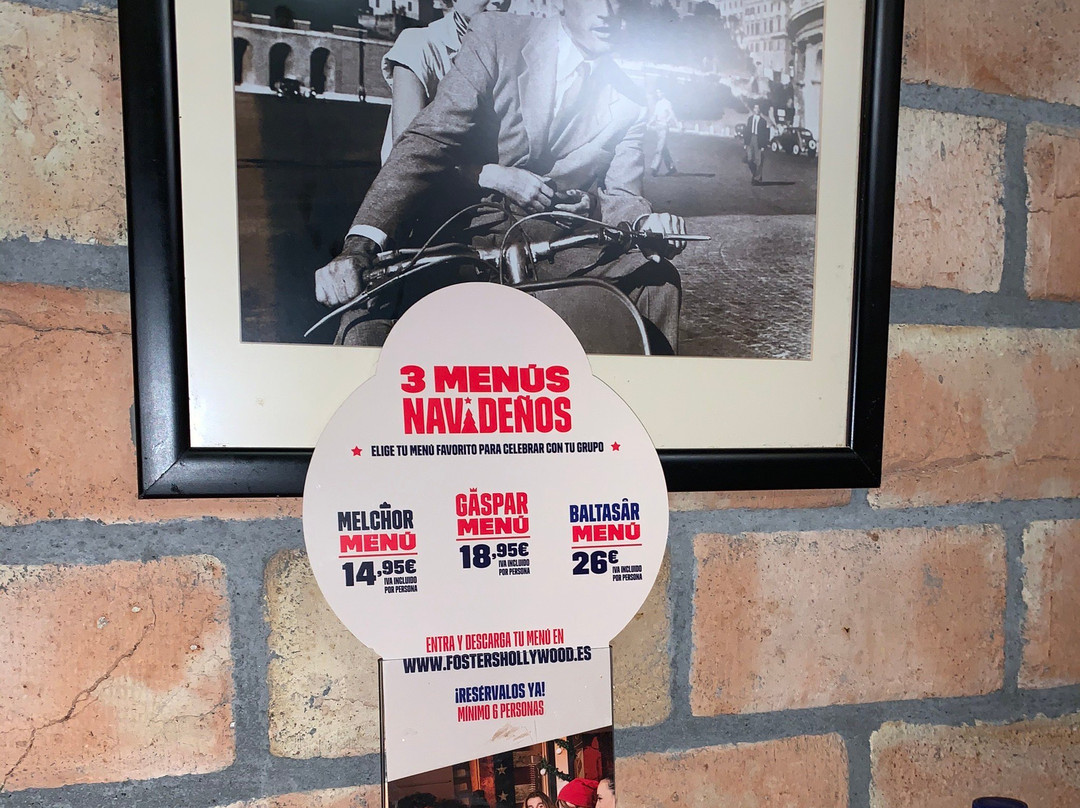 3 MENÚS
NAVIDEÑOS
ELIGE TU MENÚ FAVORITO PARA CELEBRAR CON TU GRUPO
MELCHOR
MENÚ
14,95€
IVA INCLUIDO
POR PERSONA
GASPAR
MENÚ
18,95€
IVA INCLUIDO
POR PERSONA
BALTASAR
MENÚ
26€
IVA INCLUIDO
POR PERSONA
ENTRA Y DESCARGA TU MENÚ EN
WWW.FOSTERSHOLLYWOOD.ES
¡RESÉRVALOS YA!
MÍNIMO 6 PERSONAS